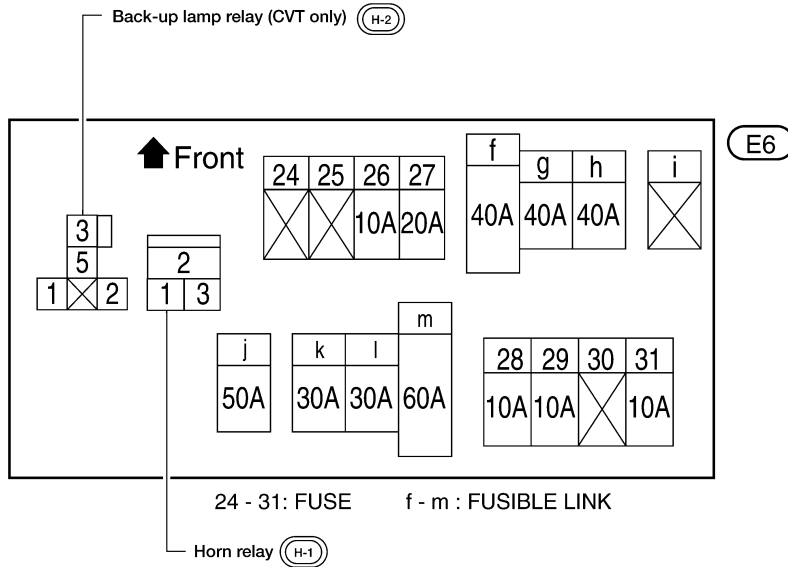 Back-up lamp relay (CVT only) H-2
E6
Front
24 25 26 27
10A 20A
f g h i
40A 40A 40A
3
5
1 2
2
1 3
j k l m
50A 30A 30A 60A
28 29 30 31
10A 10A 10A
24 - 31: FUSE f - m : FUSIBLE LINK
Horn relay H-1